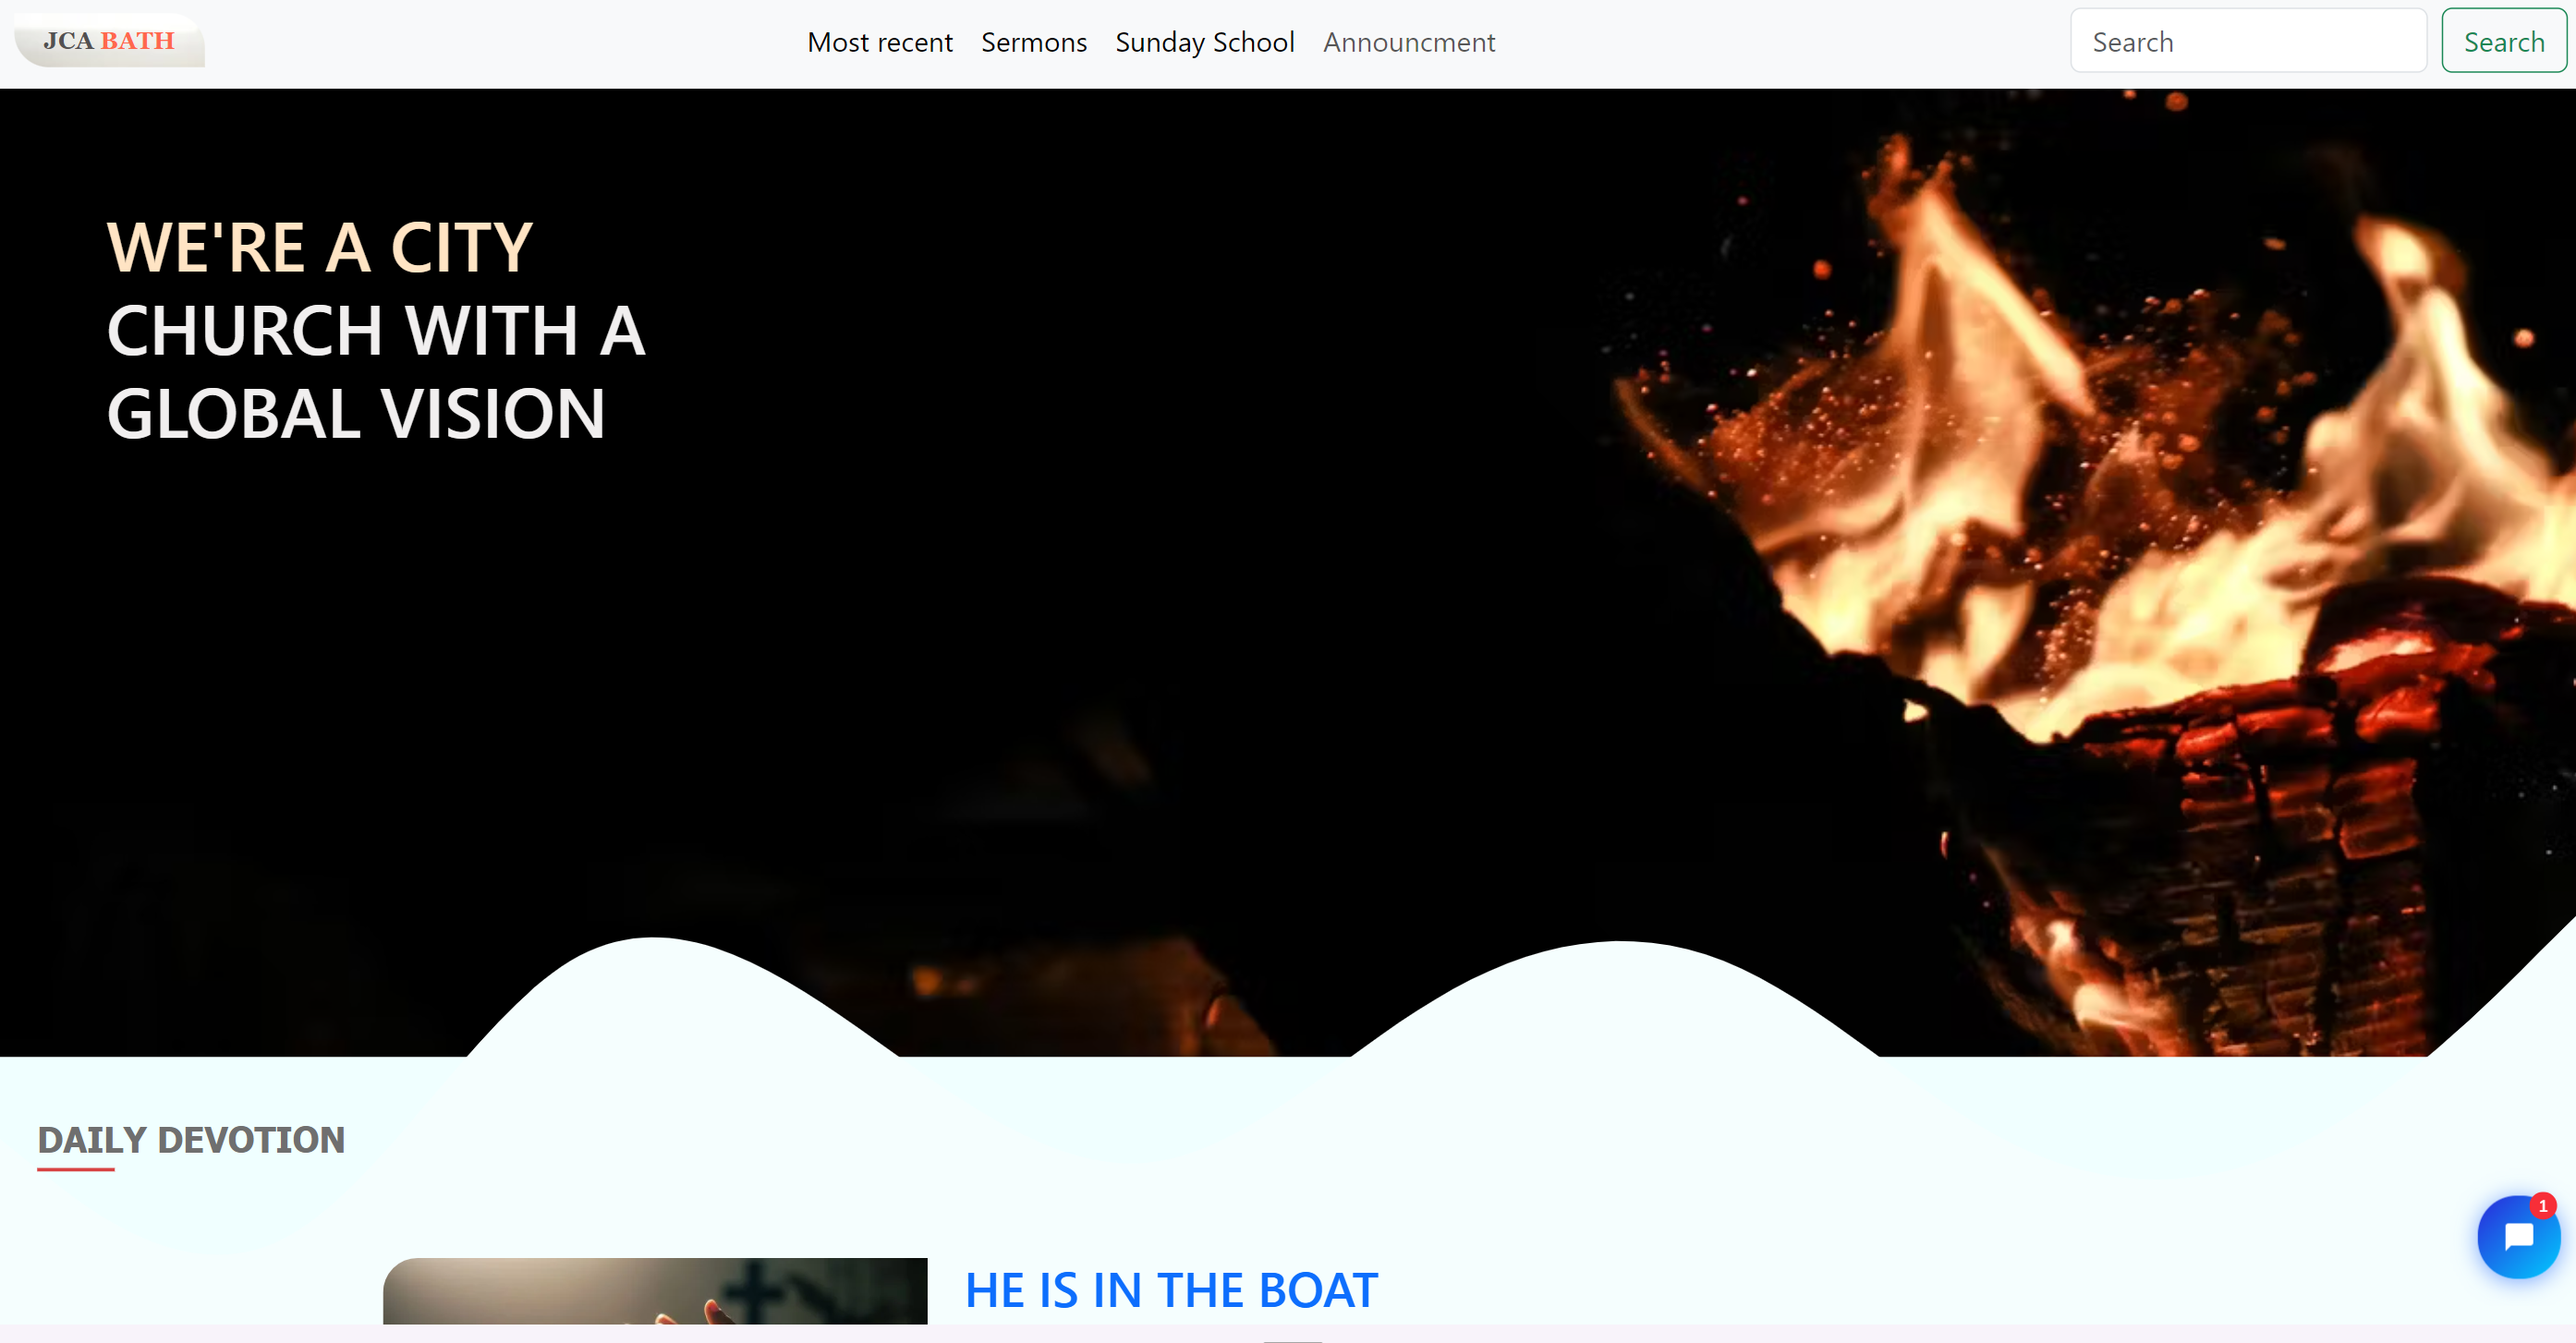 JCA BATH
Most recent Sermons Sunday School Announcment
Search
Search
WE'RE A CITY
CHURCH WITH A
GLOBAL VISION
DAILY DEVOTION
1
HE IS IN THE BOAT